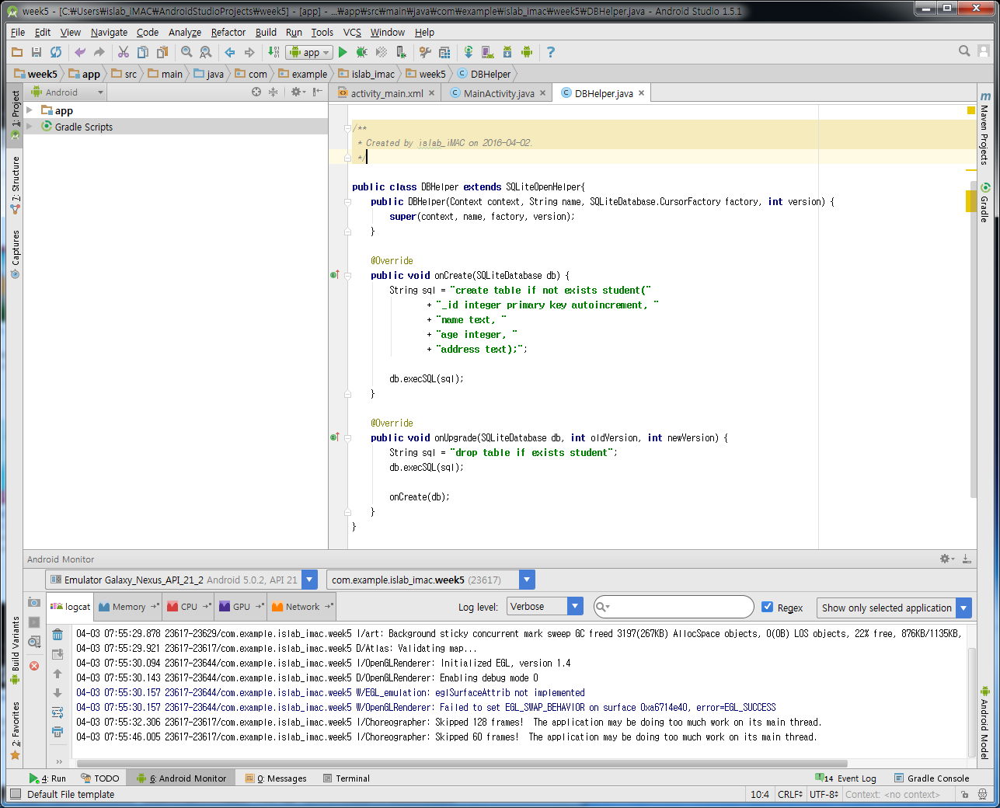 week5 - [C:₩Users₩islab_iMAC₩AndroidStudioProjects₩week5] - [app] - ...₩app₩src₩main₩java₩com₩example₩islab_imac₩week5₩DBHelper.java - Android Studio 1.5.1
File Edit View Navigate Code Analyze Refactor Build Run Tools VCS Window Help
app
week5 app src main java com example islab_imac week5 DBHelper
Android
activity_main.xml MainActivity.java DBHelper.java
1: Project
7: Structure
Captures
Build Variants
2: Favorites
app
Gradle Scripts
/**
* Created by islab_iMAC on 2016-04-02.
*/
public class DBHelper extends SQLiteOpenHelper{
public DBHelper(Context context, String name, SQLiteDatabase.CursorFactory factory, int version) {
super(context, name, factory, version);
}
@Override
public void onCreate(SQLiteDatabase db) {
String sql = "create table if not exists student("
+ "_id integer primary key autoincrement, "
+ "name text, "
+ "age integer, "
+ "address text);";
db.execSQL(sql);
}
@Override
public void onUpgrade(SQLiteDatabase db, int oldVersion, int newVersion) {
String sql = "drop table if exists student";
db.execSQL(sql);
onCreate(db);
}
}
Maven Projects
Gradle
Android Model
Android Monitor
Emulator Galaxy_Nexus_API_21_2 Android 5.0.2, API 21 com.example.islab_imac.week5 (23617)
logcat Memory CPU GPU Network Log level: Verbose Regex Show only selected application
04-03 07:55:29.878 23617-23629/com.example.islab_imac.week5 I/art: Background sticky concurrent mark sweep GC freed 3197(267KB) AllocSpace objects, 0(0B) LOS objects, 22% free, 876KB/1135KB,
04-03 07:55:29.921 23617-23617/com.example.islab_imac.week5 D/Atlas: Validating map...
04-03 07:55:30.094 23617-23644/com.example.islab_imac.week5 I/OpenGLRenderer: Initialized EGL, version 1.4
04-03 07:55:30.143 23617-23644/com.example.islab_imac.week5 D/OpenGLRenderer: Enabling debug mode 0
04-03 07:55:30.157 23617-23644/com.example.islab_imac.week5 W/EGL_emulation: eglSurfaceAttrib not implemented
04-03 07:55:30.157 23617-23644/com.example.islab_imac.week5 W/OpenGLRenderer: Failed to set EGL_SWAP_BEHAVIOR on surface 0xa6714e40, error=EGL_SUCCESS
04-03 07:55:32.306 23617-23617/com.example.islab_imac.week5 I/Choreographer: Skipped 128 frames!  The application may be doing too much work on its main thread.
04-03 07:55:46.005 23617-23617/com.example.islab_imac.week5 I/Choreographer: Skipped 60 frames!  The application may be doing too much work on its main thread.
4: Run TODO 6: Android Monitor 0: Messages Terminal 14 Event Log Gradle Console
Default File template 10:4 CRLF UTF-8 Context: <no context>